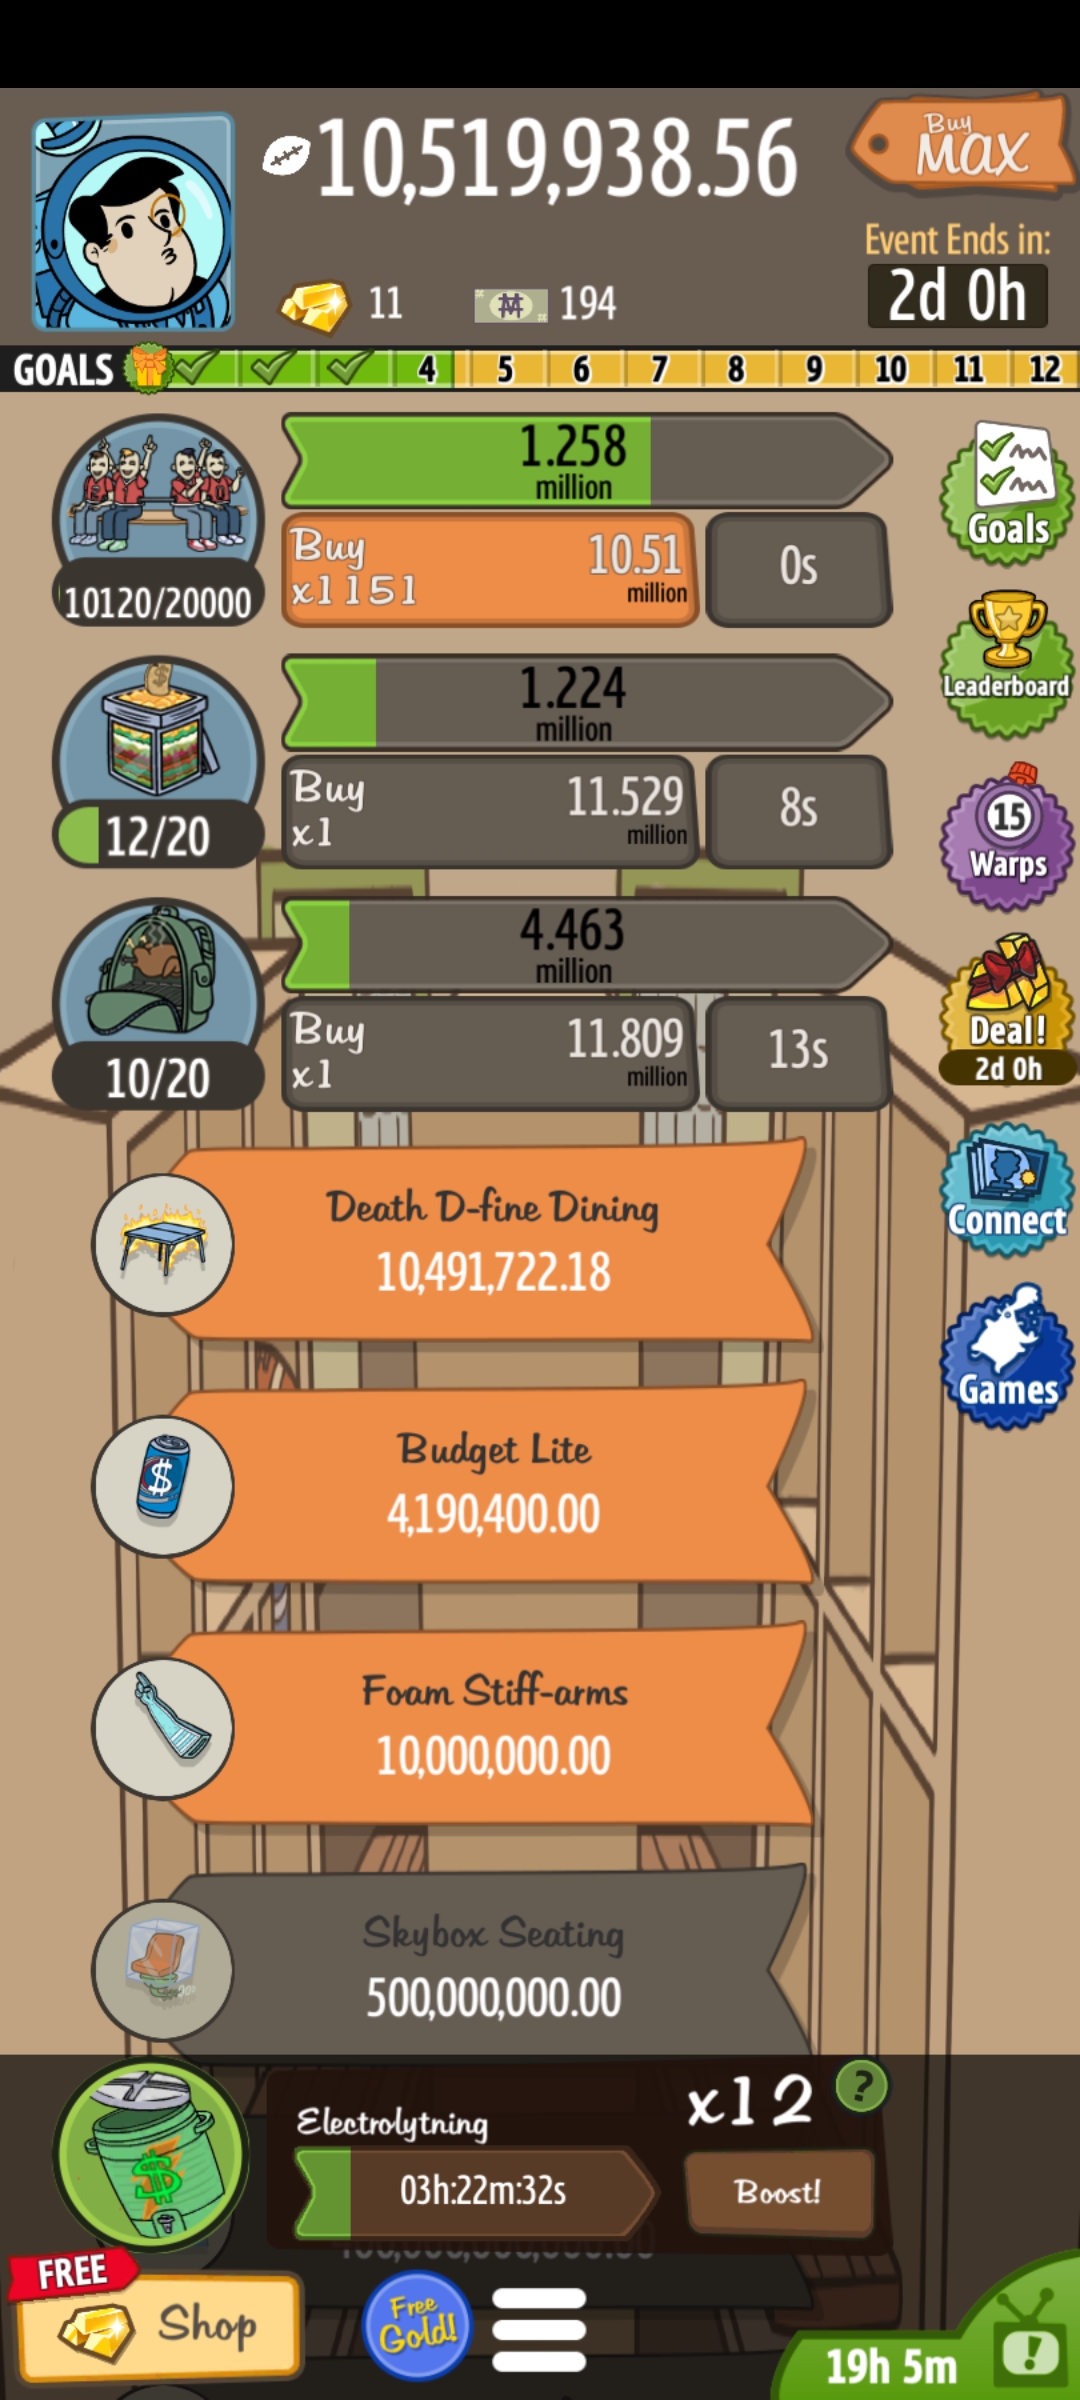 10,519,938.56
Buy
MAX
Event Ends in:
2d 0h
11
194
GOALS 4 5 6 7 8 9 10 11 12
1.258
million
Buy
x1151
10.51
million
0s
10120/20000
Goals
Leaderboard
1.224
million
Buy
x1
11.529
million
8s
12/20
15
Warps
4.463
million
Buy
x1
11.809
million
13s
10/20
Deal!
2d 0h
Death D-fine Dining
10,491,722.18
Connect
Budget Lite
4,190,400.00
Games
Foam Stiff-arms
10,000,000.00
Skybox Seating
500,000,000.00
Electrolytning
x12
?
03h:22m:32s
Boost!
FREE
Shop
Free
Gold!
19h 5m